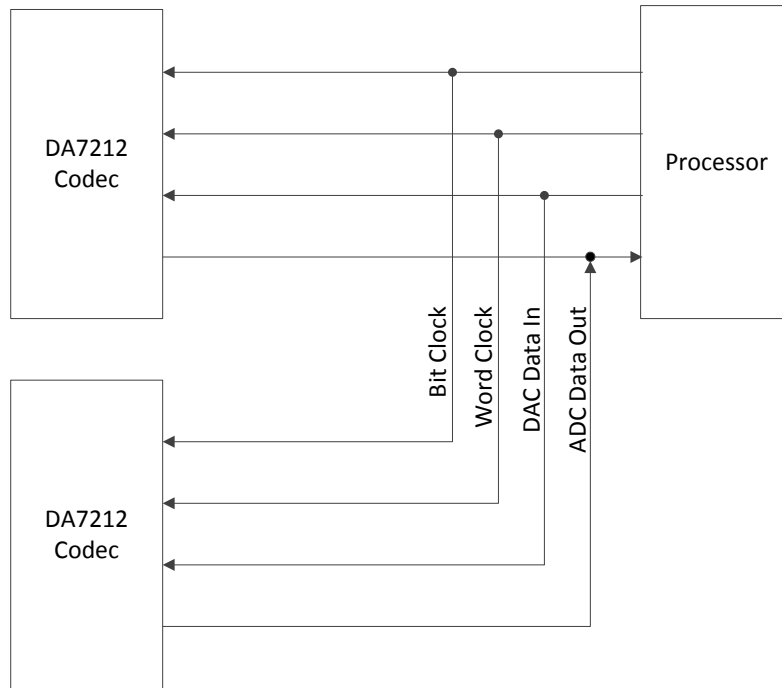 DA7212
Codec
Processor
Bit Clock
Word Clock
DAC Data In
ADC Data Out
DA7212
Codec